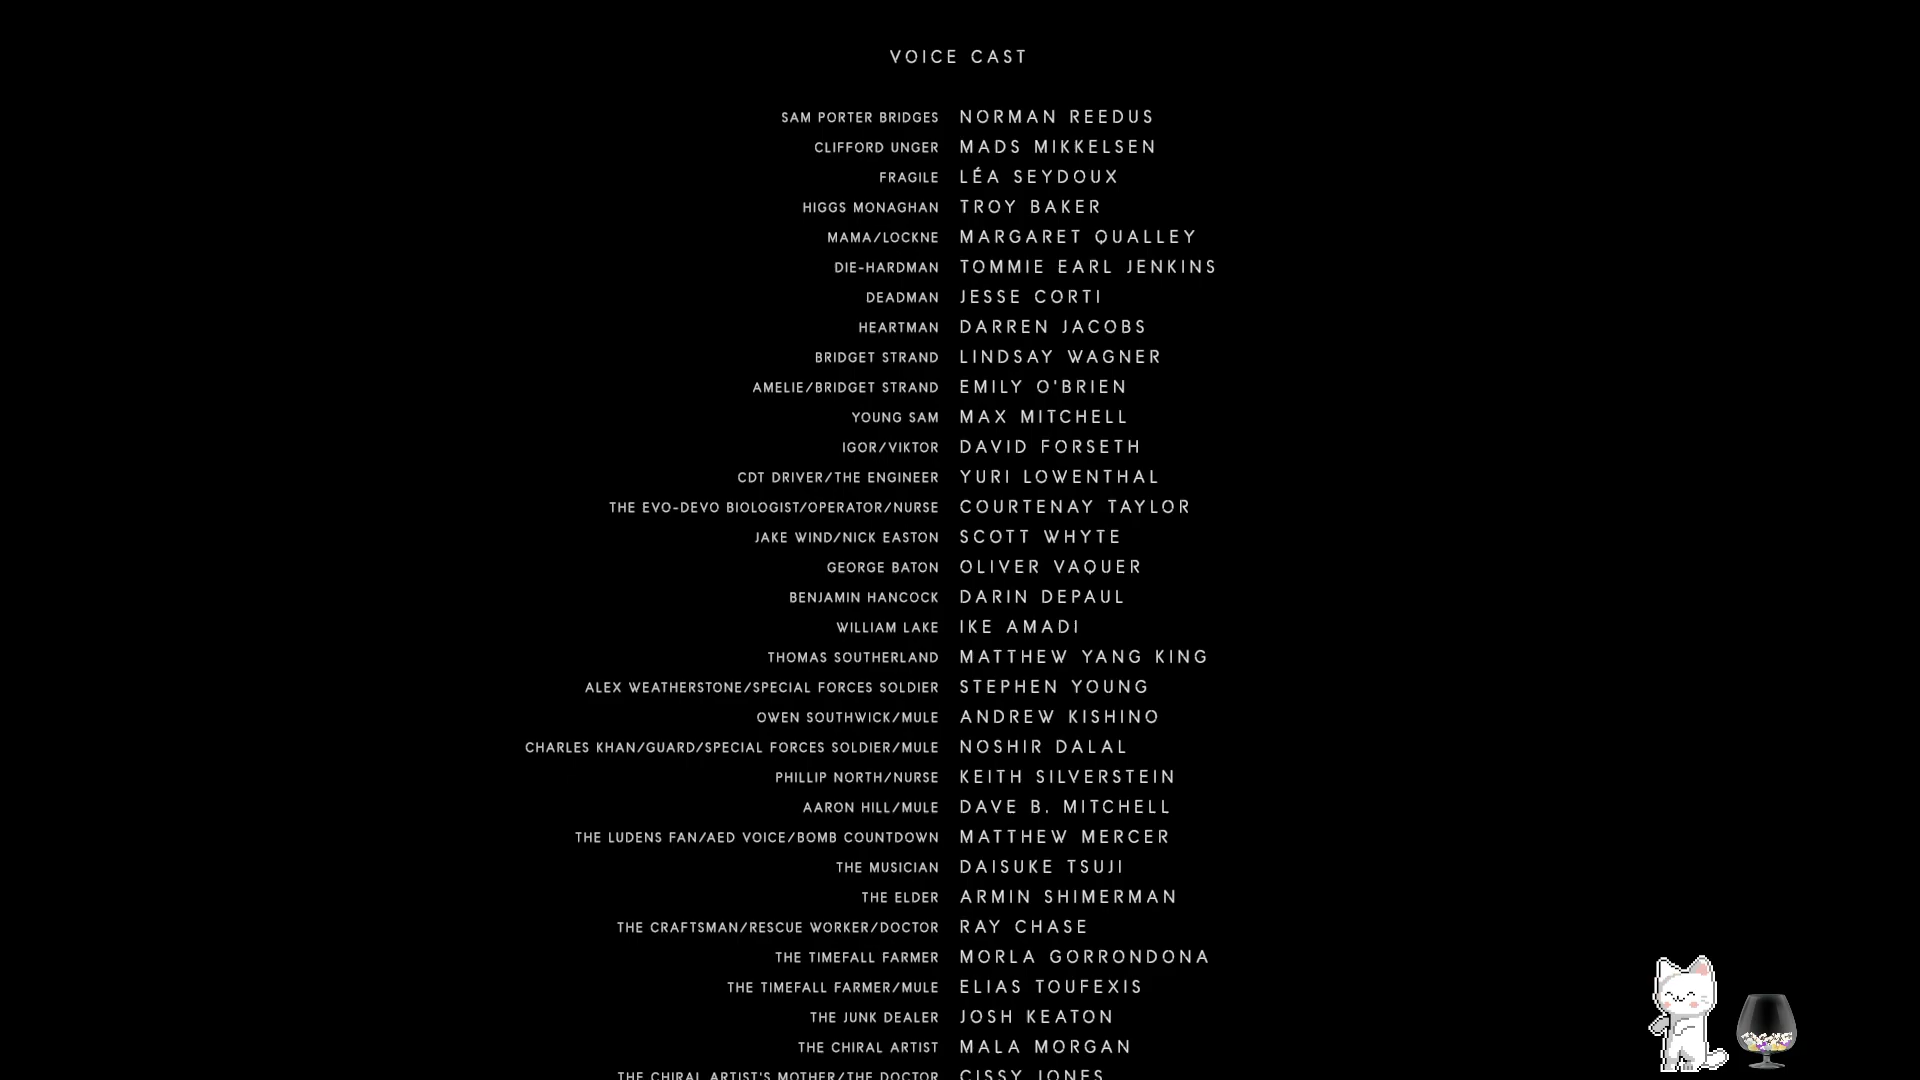 VOICE CAST
SAM PORTER BRIDGES NORMAN REEDUS
CLIFFORD UNGER MADS MIKKELSEN
FRAGILE LÉA SEYDOUX
HIGGS MONAGHAN TROY BAKER
MAMA/LOCKNE MARGARET QUALLEY
DIE-HARDMAN TOMMIE EARL JENKINS
DEADMAN JESSE CORTI
HEARTMAN DARREN JACOBS
BRIDGET STRAND LINDSAY WAGNER
AMELIE/BRIDGET STRAND EMILY O'BRIEN
YOUNG SAM MAX MITCHELL
IGOR/VIKTOR DAVID FORSETH
CDT DRIVER/THE ENGINEER YURI LOWENTHAL
THE EVO-DEVO BIOLOGIST/OPERATOR/NURSE COURTENAY TAYLOR
JAKE WIND/NICK EASTON SCOTT WHYTE
GEORGE BATON OLIVER VAQUER
BENJAMIN HANCOCK DARIN DEPAUL
WILLIAM LAKE IKE AMADI
THOMAS SOUTHERLAND MATTHEW YANG KING
ALEX WEATHERSTONE/SPECIAL FORCES SOLDIER STEPHEN YOUNG
OWEN SOUTHWICK/MULE ANDREW KISHINO
CHARLES KHAN/GUARD/SPECIAL FORCES SOLDIER/MULE NOSHIR DALAL
PHILLIP NORTH/NURSE KEITH SILVERSTEIN
AARON HILL/MULE DAVE B. MITCHELL
THE LUDENS FAN/AED VOICE/BOMB COUNTDOWN MATTHEW MERCER
THE MUSICIAN DAISUKE TSUJI
THE ELDER ARMIN SHIMERMAN
THE CRAFTSMAN/RESCUE WORKER/DOCTOR RAY CHASE
THE TIMEFALL FARMER MORLA GORRONDONA
THE TIMEFALL FARMER/MULE ELIAS TOUFEXIS
THE JUNK DEALER JOSH KEATON
THE CHIRAL ARTIST MALA MORGAN
THE CHIRAL ARTIST'S MOTHER/THE DOCTOR CISSY JONES